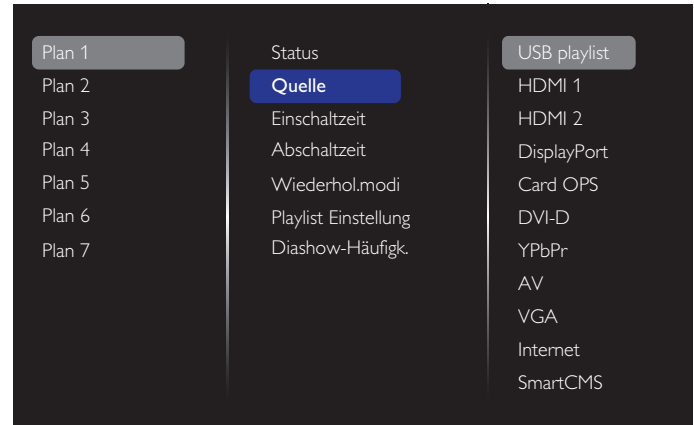 Plan 1
Plan 2
Plan 3
Plan 4
Plan 5
Plan 6
Plan 7
Status
Quelle
Einschaltzeit
Abschaltzeit
Wiederhol.modi
Playlist Einstellung
Diashow-Häufigk.
USB playlist
HDMI 1
HDMI 2
DisplayPort
Card OPS
DVI-D
YPbPr
AV
VGA
Internet
SmartCMS